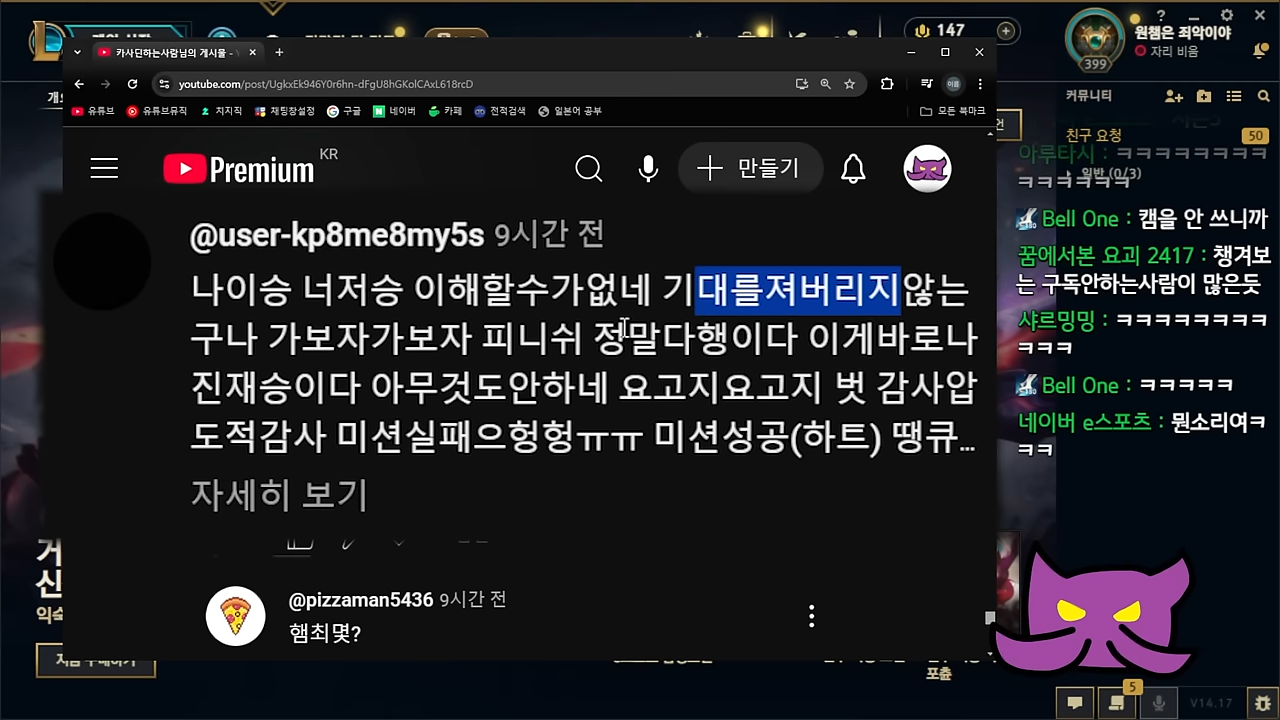 147
원챔은 죄악이야
자리 비움
399
카사딘하는사람님의 게시물 -
youtube.com/post/UgkxEk946Y0r6hn-dFgU8hGKolCAxL618rcD
유튜브
유튜브뮤직
치지직
채팅창설정
구글
네이버
카페
전적검색
일본어 공부
모든 북마크
커뮤니티
친구 요청
50
일반 (0/3)
Premium
KR
만들기
@user-kp8me8my5s 9시간 전
나이승 너저승 이해할수가없네 기대를져버리지않는
구나 가보자가보자 피니쉬 정말다행이다 이게바로나
진재승이다 아무것도안하네 요고지요고지 벗 감사압
도적감사 미션실패으헝헝ㅠㅠ 미션성공(하트) 땡큐...
자세히 보기
@pizzaman5436 9시간 전
햄최몇?
아루타시 : ㅋㅋㅋㅋㅋㅋㅋㅋ
ㅋㅋㅋㅋㅋㅋ
Bell One : 캠을 안 쓰니까
꿈에서본 요괴 2417 : 챙겨보
는 구독안하는사람이 많은듯
샤르밍밍 : ㅋㅋㅋㅋㅋㅋㅋㅋ
ㅋㅋㅋ
Bell One : ㅋㅋㅋㅋㅋ
네이버 e스포츠 : 뭔소리여ㅋ
ㅋㅋ
5
V14.17